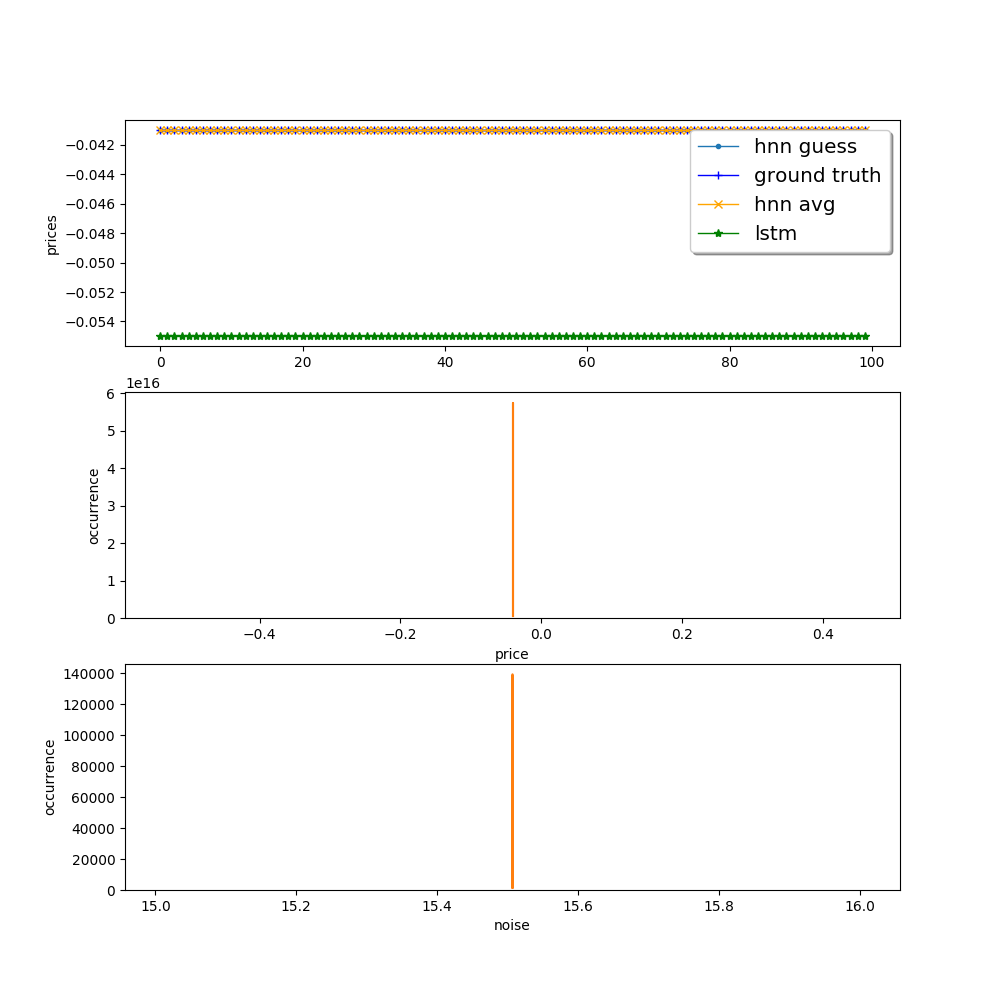 −0.042
−0.044
−0.046
−0.048
−0.050
−0.052
−0.054
prices
hnn guess
ground truth
hnn avg
lstm
0 20 40 60 80 100
1e16
6
5
4
3
2
1
0
occurrence
−0.4 −0.2 0.0 0.2 0.4
price
140000
120000
100000
80000
60000
40000
20000
0
occurrence
15.0 15.2 15.4 15.6 15.8 16.0
noise